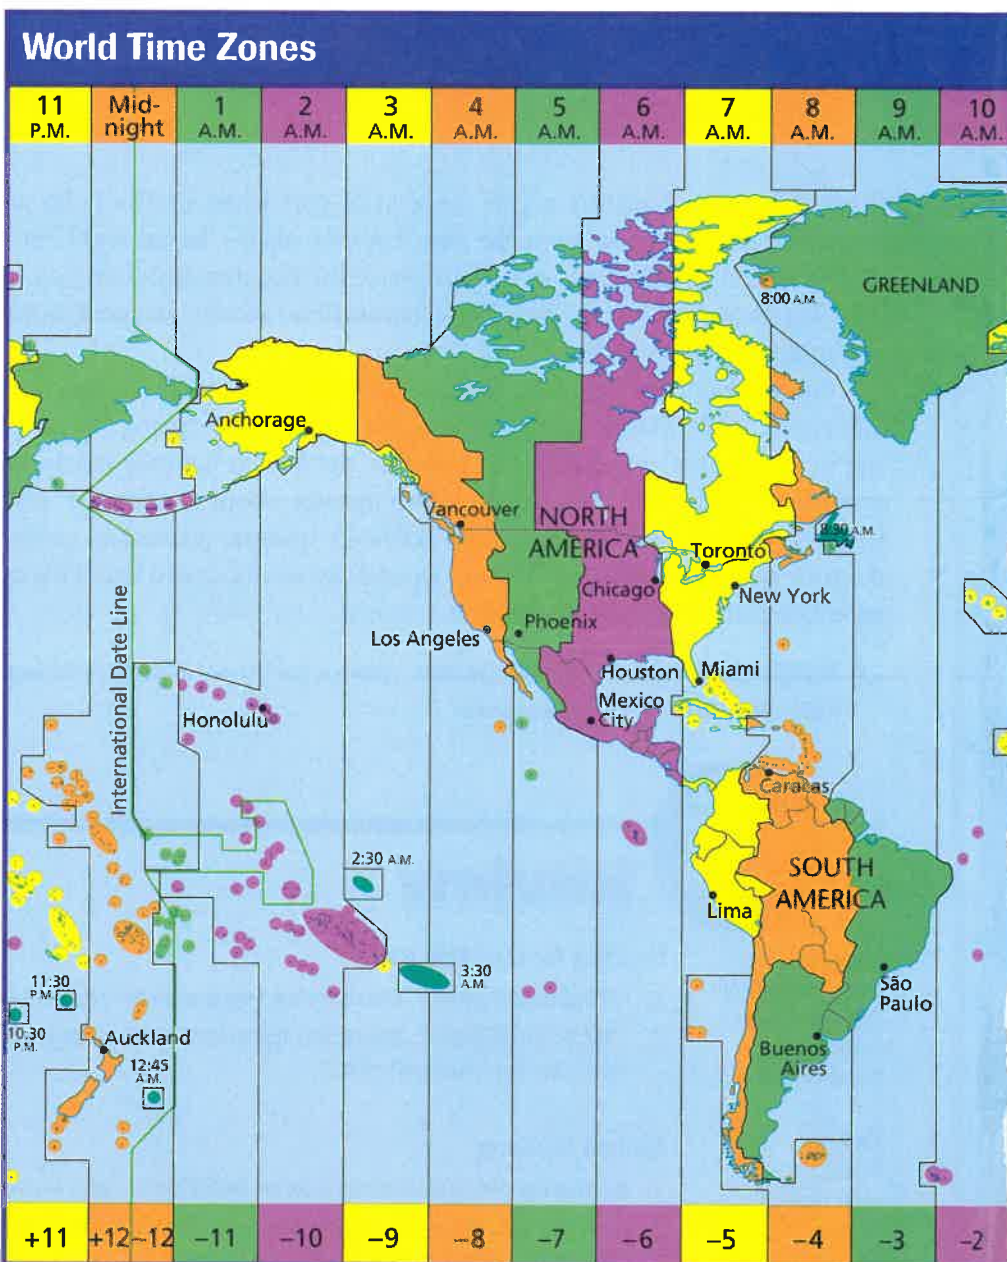 World Time Zones
11 P.M.
Mid-night
1 A.M.
2 A.M.
3 A.M.
4 A.M.
5 A.M.
6 A.M.
7 A.M.
8 A.M.
9 A.M.
10 A.M.
GREENLAND
8:00 A.M.
Anchorage
Vancouver
NORTH
AMERICA
8:30 A.M.
Toronto
Chicago
New York
Phoenix
Los Angeles
International Date Line
Houston
Miami
Honolulu
Mexico
City
Caracas
2:30 A.M.
SOUTH
AMERICA
Lima
3:30
A.M.
11:30
P.M.
São
Paulo
10:30
P.M.
Auckland
Buenos
Aires
12:45
A.M.
+11
+12
−12
−11
−10
−9
−8
−7
−6
−5
−4
−3
−2